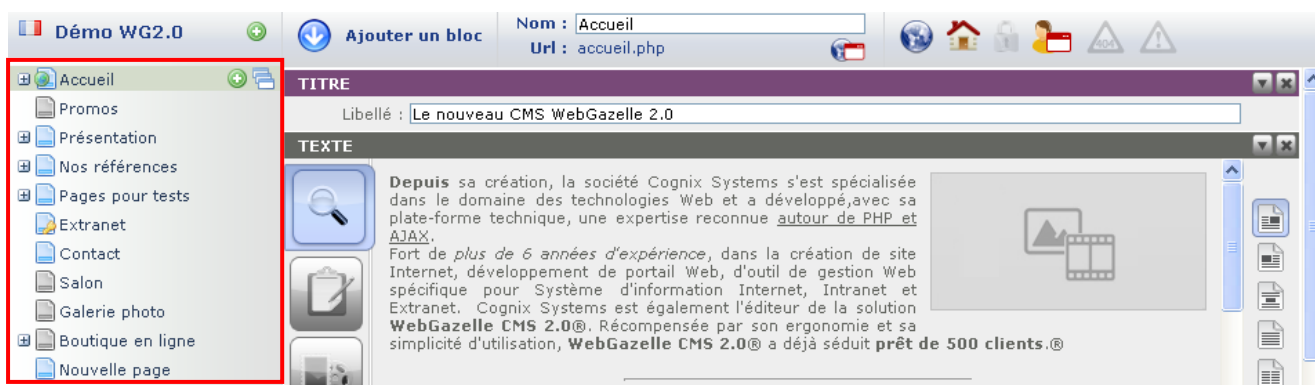 Démo WG2.0
Ajouter un bloc
Nom : Accueil
Url : accueil.php
404
Accueil
Promos
Présentation
Nos références
Pages pour tests
Extranet
Contact
Salon
Galerie photo
Boutique en ligne
Nouvelle page
TITRE
Libellé : Le nouveau CMS WebGazelle 2.0
TEXTE
Depuis sa création, la société Cognix Systems s'est spécialisée
dans le domaine des technologies Web et a développé,avec sa
plate-forme technique, une expertise reconnue autour de PHP et
AJAX.
Fort de plus de 6 années d'expérience, dans la création de site
Internet, développement de portail Web, d'outil de gestion Web
spécifique pour Système d'information Internet, Intranet et
Extranet. Cognix Systems est également l'éditeur de la solution
WebGazelle CMS 2.0®. Récompensée par son ergonomie et sa
simplicité d'utilisation, WebGazelle CMS 2.0® a déjà séduit prêt de 500 clients.®